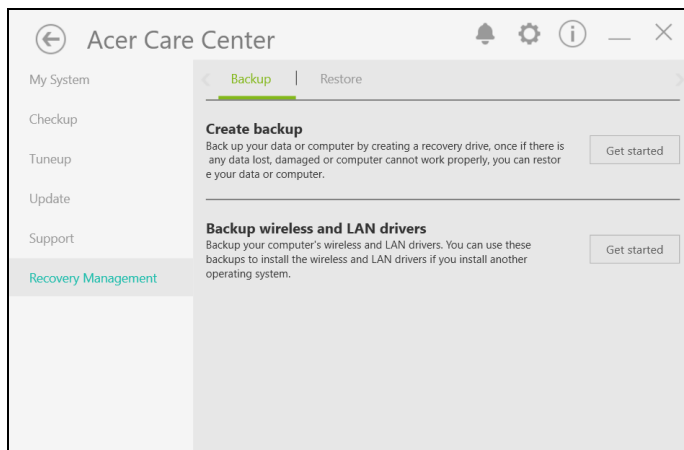 Acer Care Center
My System
Checkup
Tuneup
Update
Support
Recovery Management
Backup
Restore
Create backup
Back up your data or computer by creating a recovery drive, once if there is
any data lost, damaged or computer cannot work properly, you can restor
e your data or computer.
Get started
Backup wireless and LAN drivers
Backup your computer's wireless and LAN drivers. You can use these
backups to install the wireless and LAN drivers if you install another
operating system.
Get started